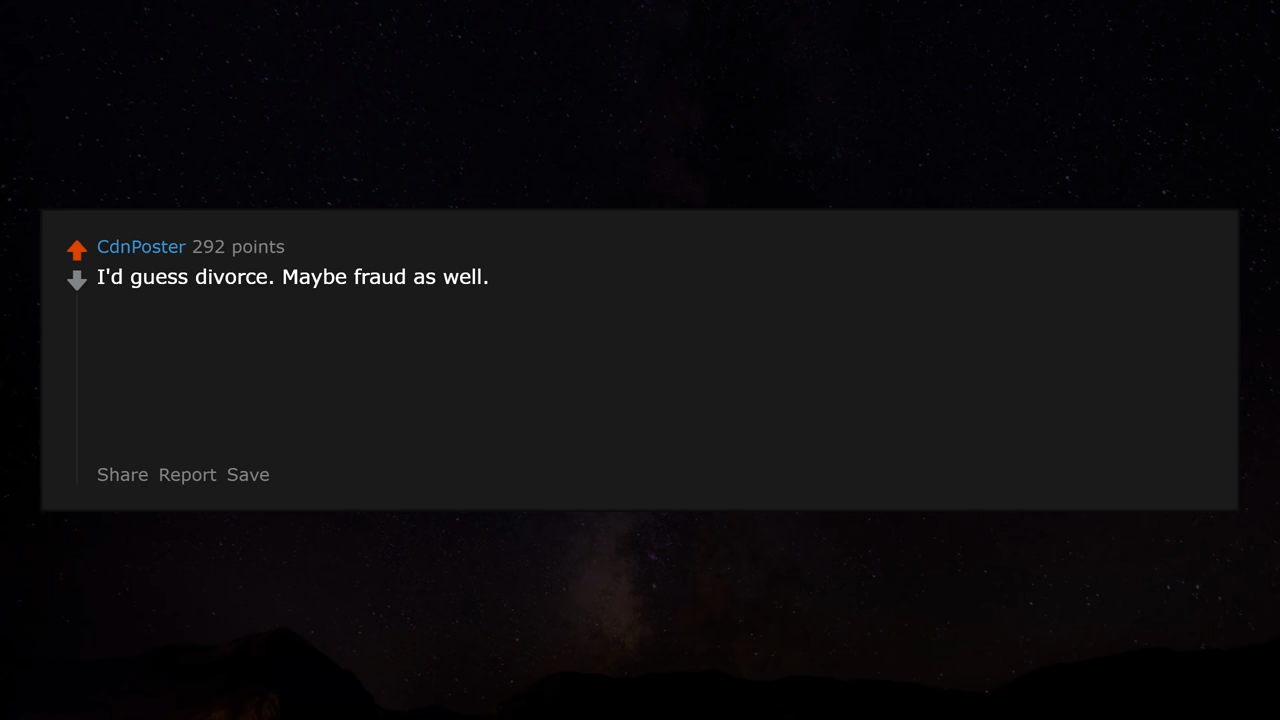 CdnPoster 292 points
I'd guess divorce. Maybe fraud as well.
Share Report Save